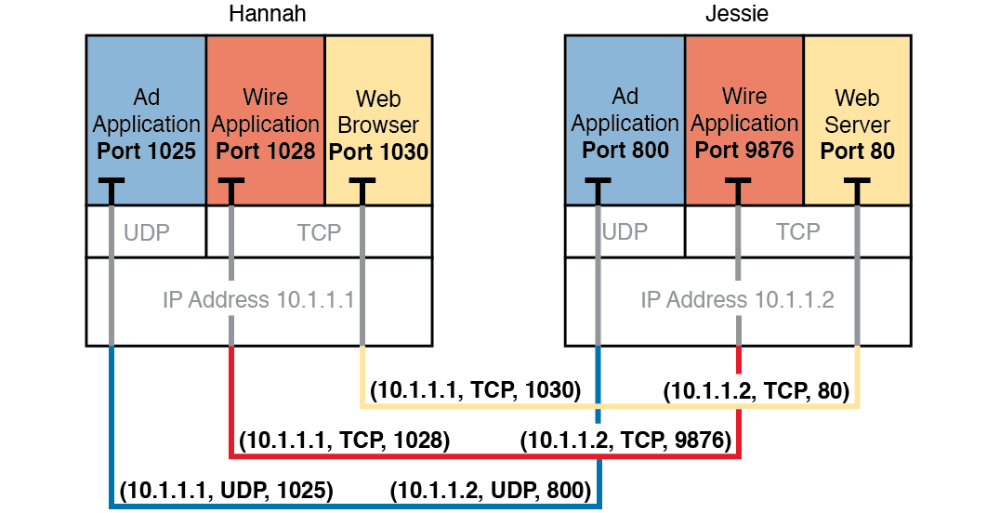 Hannah
Jessie
Ad
Application
Port 1025
Wire
Application
Port 1028
Web
Browser
Port 1030
Ad
Application
Port 800
Wire
Application
Port 9876
Web
Server
Port 80
UDP
TCP
UDP
TCP
IP Address 10.1.1.1
IP Address 10.1.1.2
(10.1.1.1, TCP, 1030)
(10.1.1.2, TCP, 80)
(10.1.1.1, TCP, 1028)
(10.1.1.2, TCP, 9876)
(10.1.1.1, UDP, 1025)
(10.1.1.2, UDP, 800)